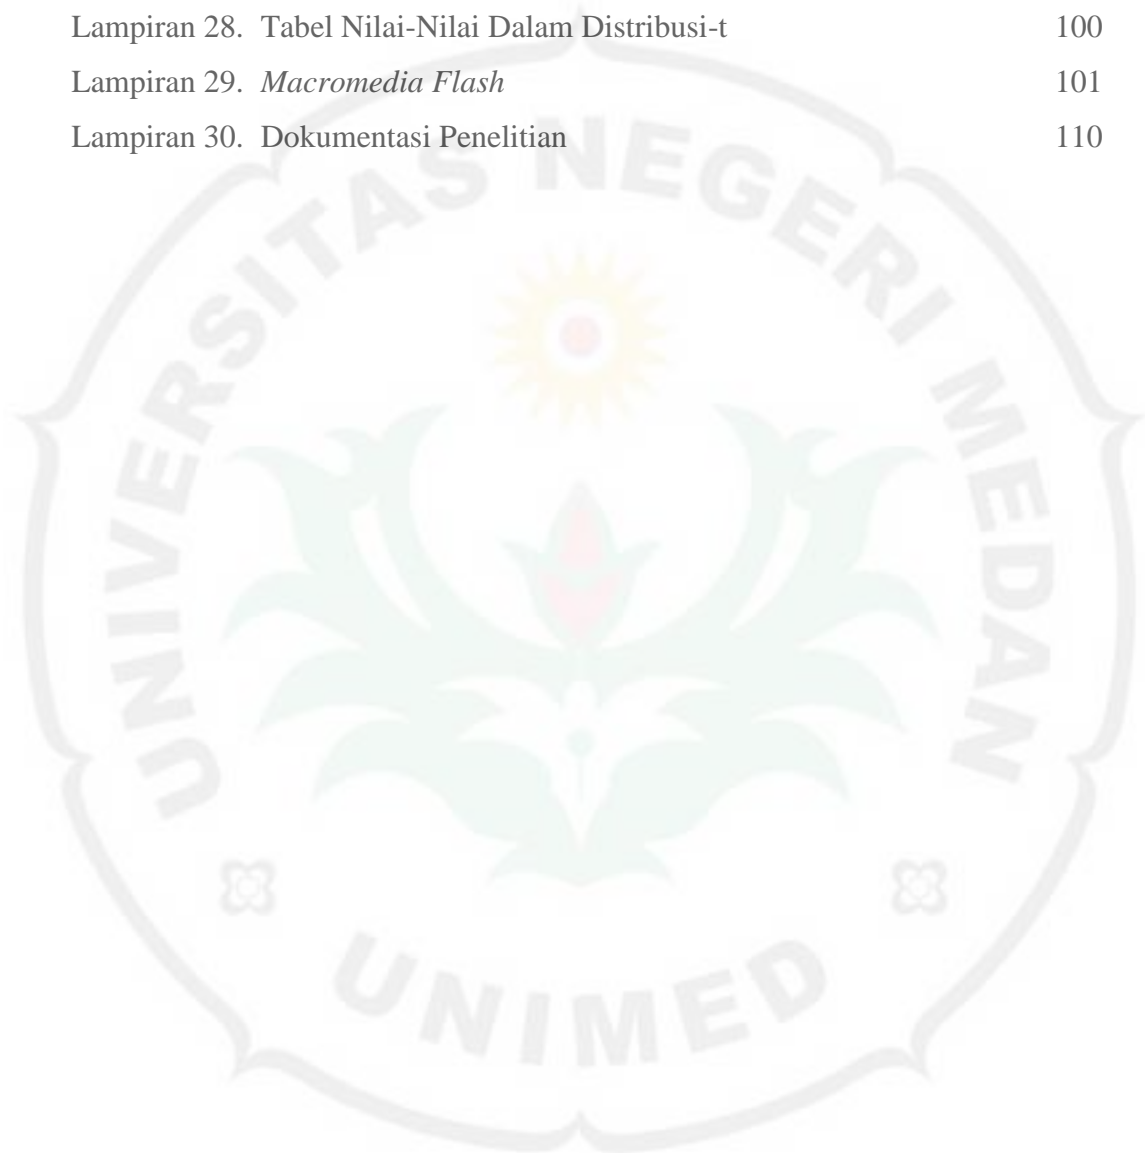 Lampiran 28. Tabel Nilai-Nilai Dalam Distribusi-t 100
Lampiran 29. Macromedia Flash 101
Lampiran 30. Dokumentasi Penelitian 110
UNIVERSITAS NEGERI MEDAN
UNIMED